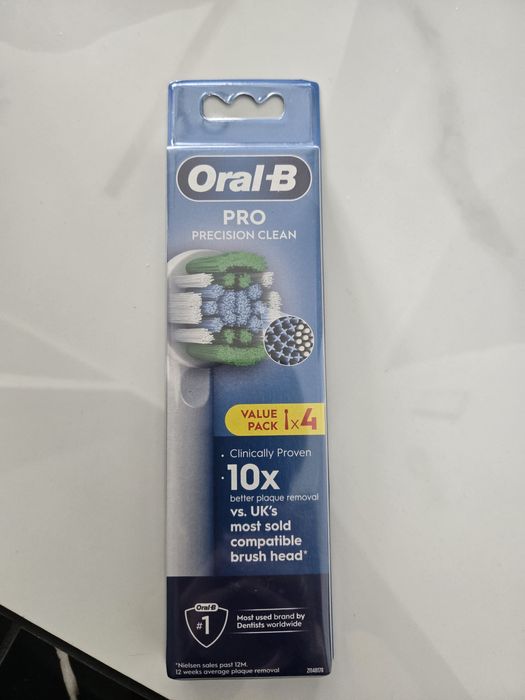 Oral-B
PRO
PRECISION CLEAN
VALUE
PACK x4
• Clinically Proven
• 10x
better plaque removal
vs. UK's
most sold
compatible
brush head*
Oral-B
#1
Most used brand by
Dentists worldwide
*Nielsen sales past 12M.
12 weeks average plaque removal